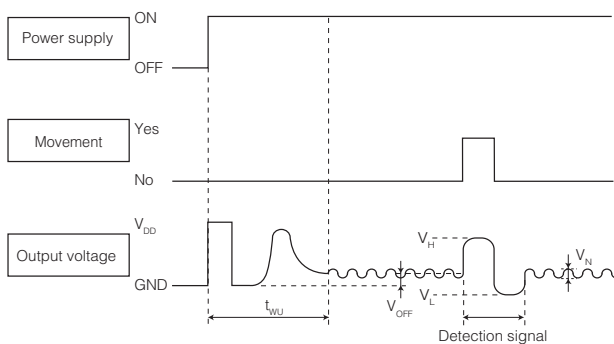 Power supply
ON
OFF
Movement
Yes
No
Output voltage
V_DD
GND
t_WU
V_OFF
V_H
V_L
V_N
Detection signal